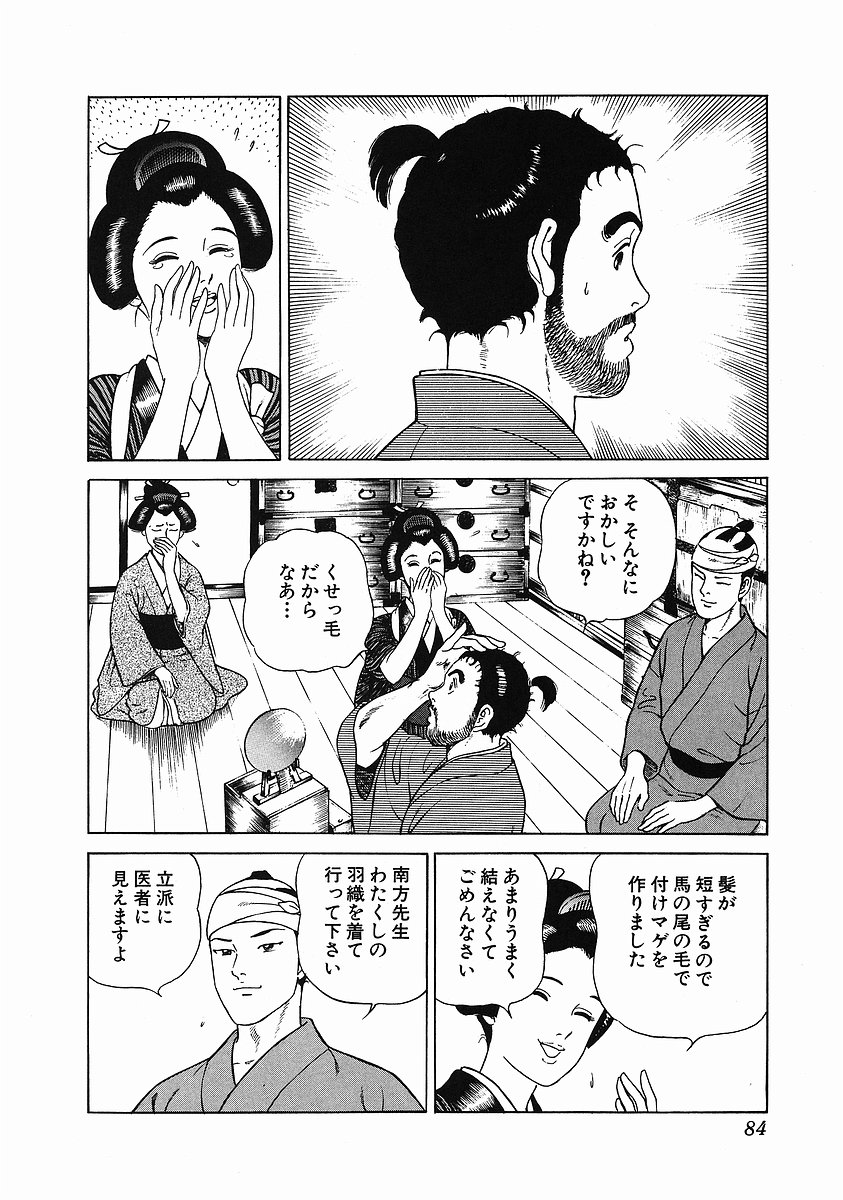 そ そんなに
おかしい
ですかね?
くせっ毛
だから
なあ…
髪が
短すぎるので
馬の尾の毛で
付けマゲを
作りました
あまりうまく
結えなくて
ごめんなさい
南方先生
わたくしの
羽織を着て
行って下さい
立派に
医者に
見えますよ
84